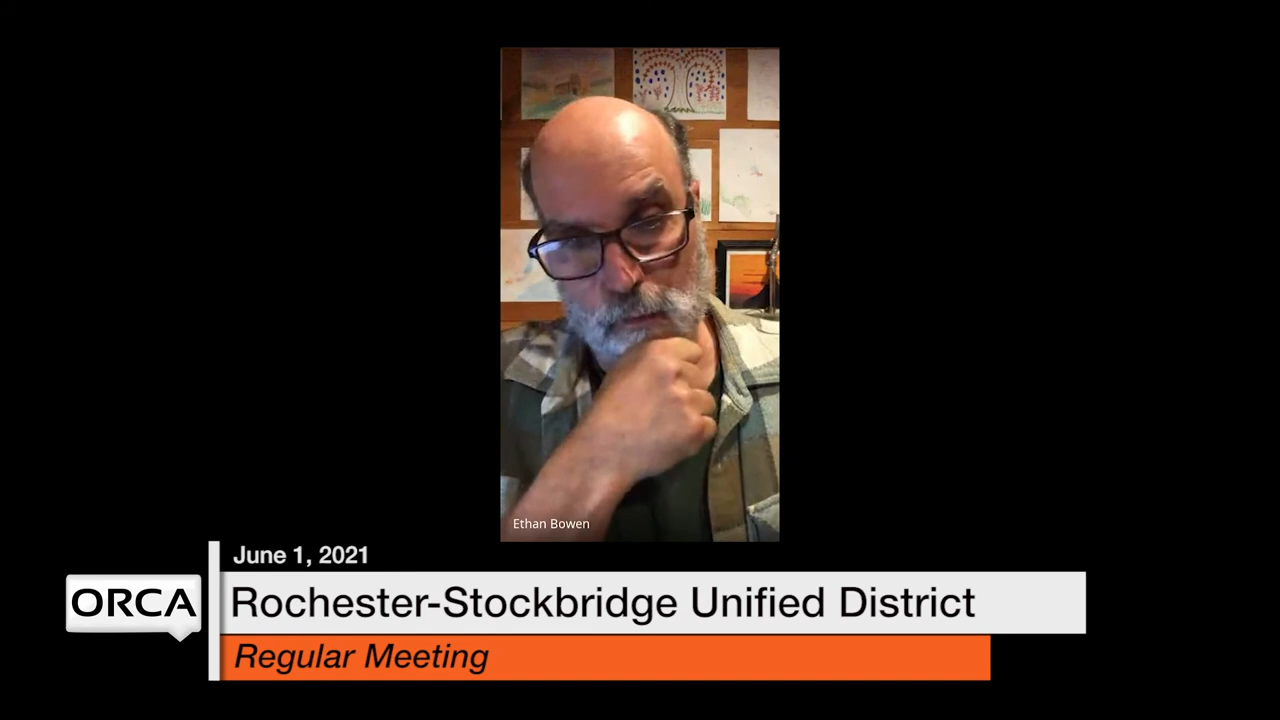 Ethan Bowen
June 1, 2021
ORCA
Rochester-Stockbridge Unified District
Regular Meeting